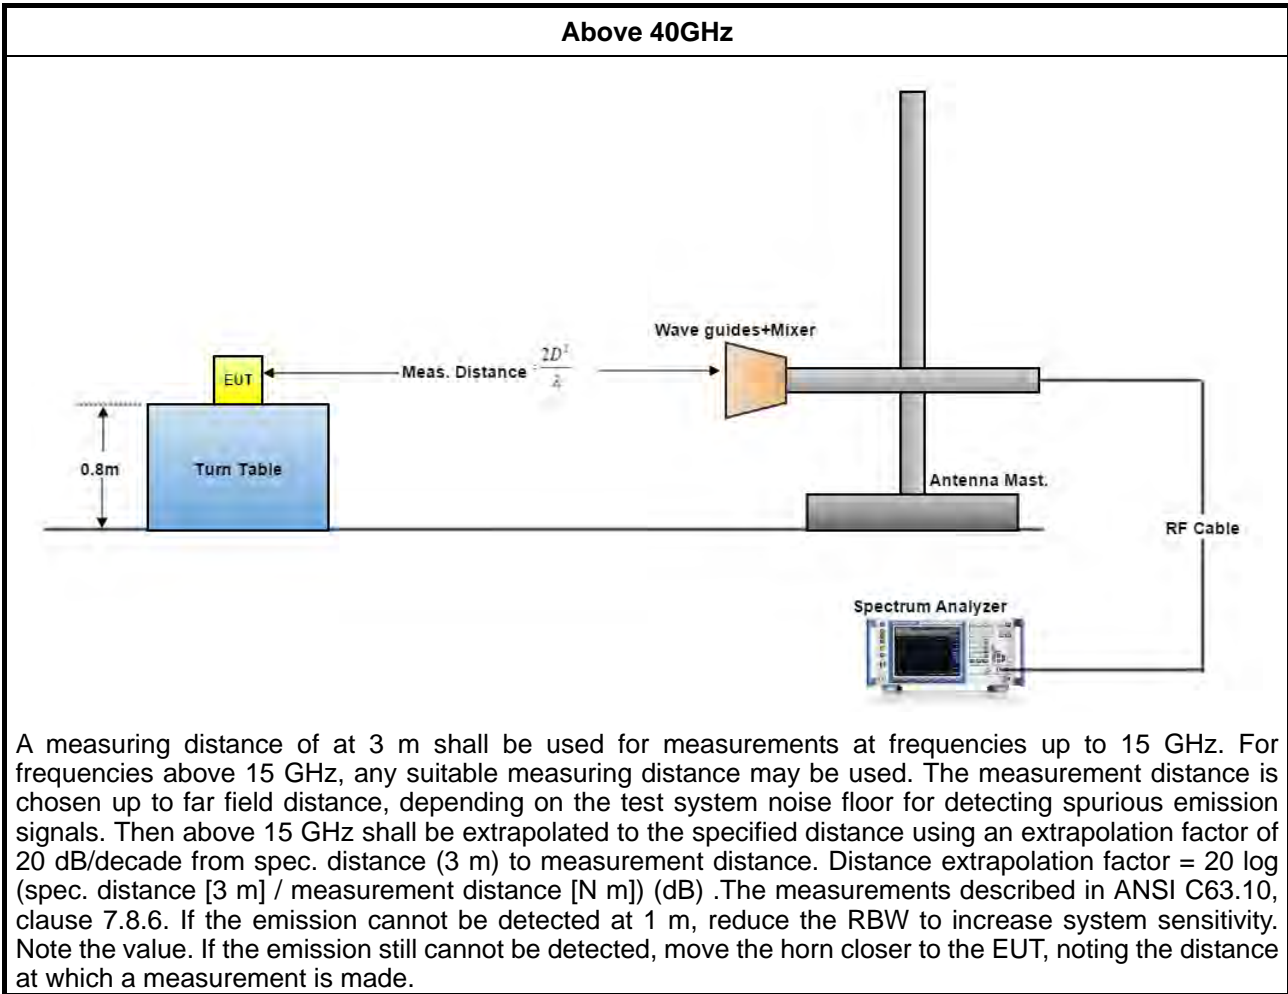 Above 40GHz
Wave guides+Mixer
EUT
Meas. Distance : 2D²/λ
0.8m
Turn Table
Antenna Mast.
RF Cable
Spectrum Analyzer
A measuring distance of at 3 m shall be used for measurements at frequencies up to 15 GHz. For
frequencies above 15 GHz, any suitable measuring distance may be used. The measurement distance is
chosen up to far field distance, depending on the test system noise floor for detecting spurious emission
signals. Then above 15 GHz shall be extrapolated to the specified distance using an extrapolation factor of
20 dB/decade from spec. distance (3 m) to measurement distance. Distance extrapolation factor = 20 log
(spec. distance [3 m] / measurement distance [N m]) (dB) .The measurements described in ANSI C63.10,
clause 7.8.6. If the emission cannot be detected at 1 m, reduce the RBW to increase system sensitivity.
Note the value. If the emission still cannot be detected, move the horn closer to the EUT, noting the distance
at which a measurement is made.